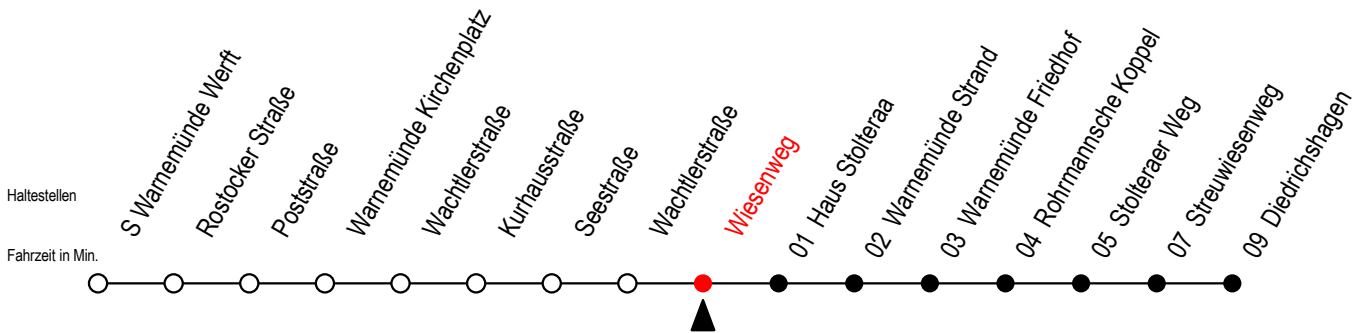 S Warnemünde Werft
Rostocker Straße
Poststraße
Warnemünde Kirchenplatz
Wachtlerstraße
Kurhausstraße
Seestraße
Wachtlerstraße
Wiesenweg
01 Haus Stolteraa
02 Warnemünde Strand
03 Warnemünde Friedhof
04 Rohrmannsche Koppel
05 Stolteraer Weg
07 Streuwiesenweg
09 Diedrichshagen
Haltestellen
Fahrzeit in Min.